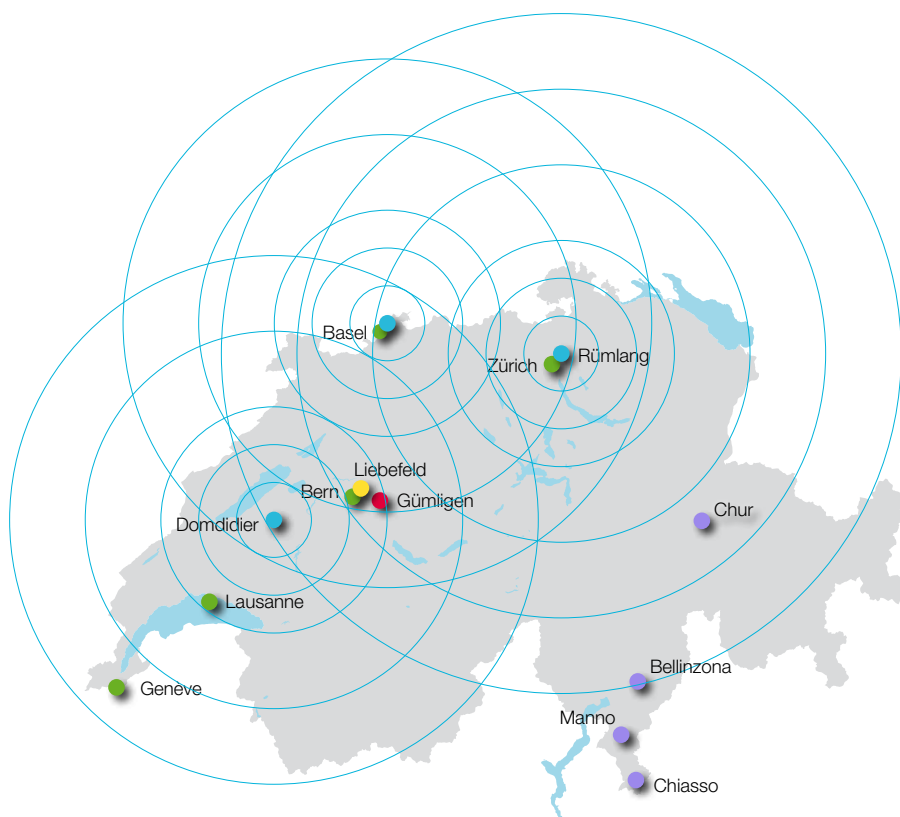 Basel
Zürich
Rümlang
Liebefeld
Bern
Gümligen
Domdidier
Chur
Lausanne
Bellinzona
Genève
Manno
Chiasso